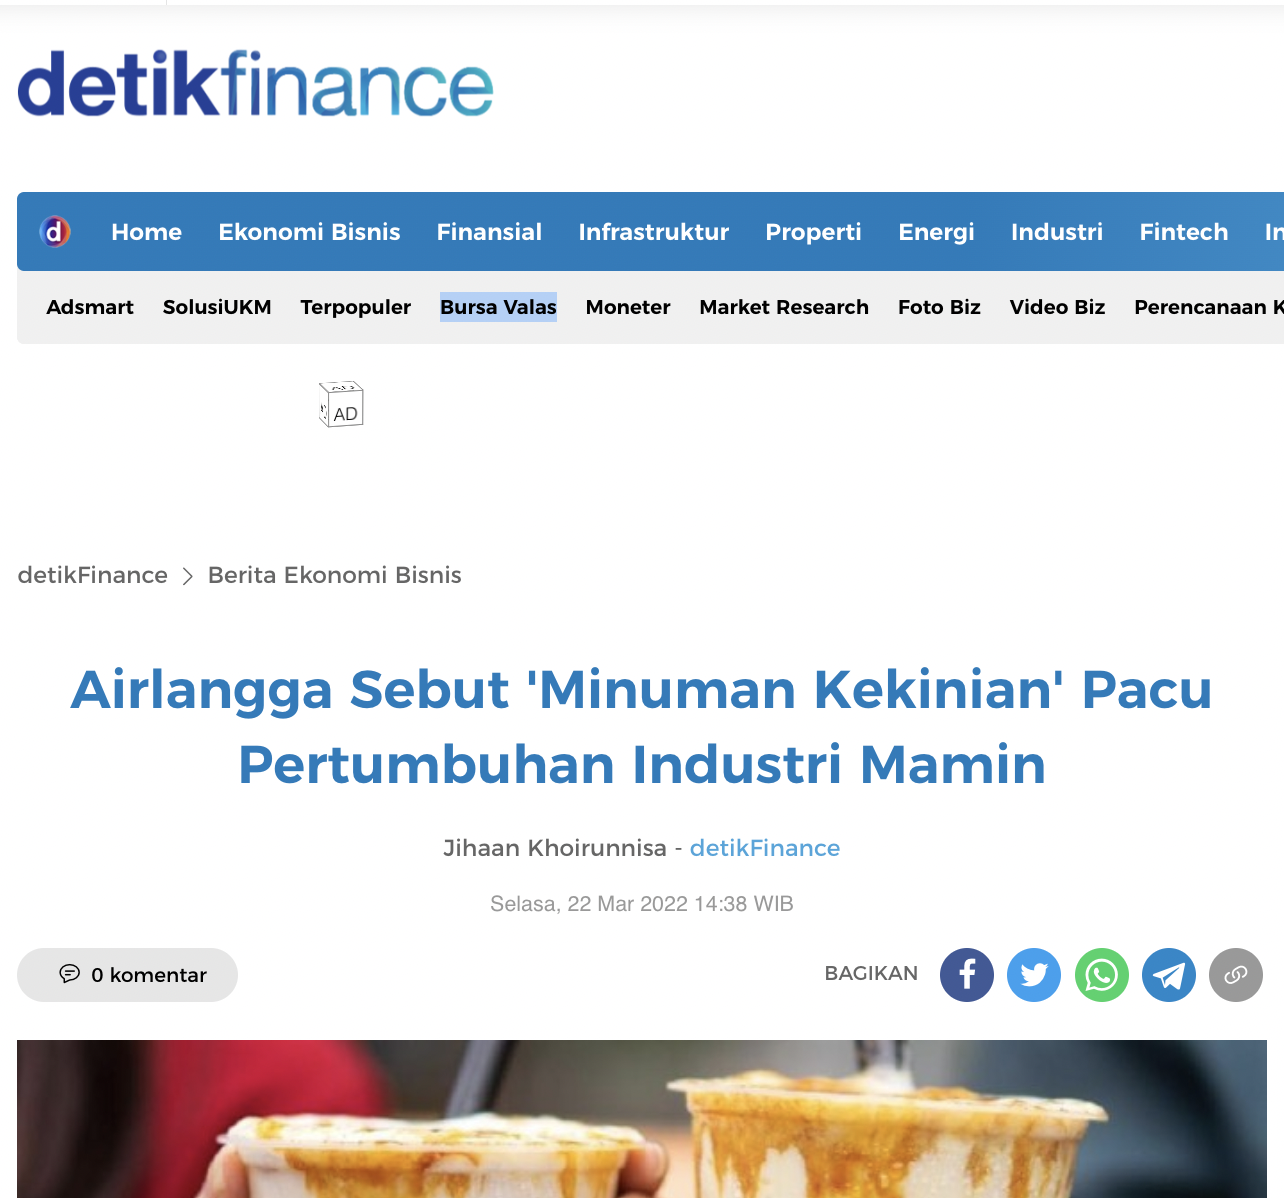 detikfinance
d Home Ekonomi Bisnis Finansial Infrastruktur Properti Energi Industri Fintech
Adsmart SolusiUKM Terpopuler Bursa Valas Moneter Market Research Foto Biz Video Biz Perencanaan K
AD
detikFinance > Berita Ekonomi Bisnis
Airlangga Sebut 'Minuman Kekinian' Pacu
Pertumbuhan Industri Mamin
Jihaan Khoirunnisa - detikFinance
Selasa, 22 Mar 2022 14:38 WIB
0 komentar
BAGIKAN